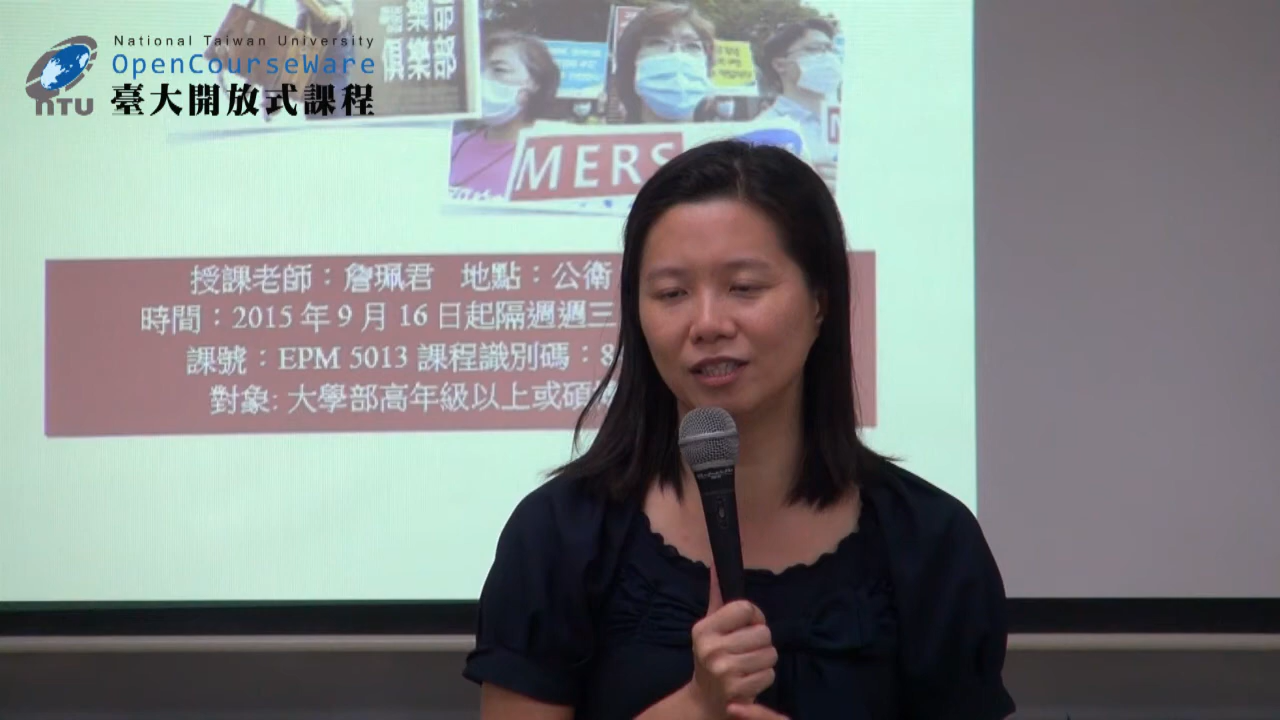 National Taiwan University
OpenCourseWare
NTU 臺大開放式課程
樂部
俱樂部
MERS
授課老師：詹珮君 地點：公衛
時間：2015 年 9 月 16 日起隔週週三
課號：EPM 5013 課程識別碼：8
對象: 大學部高年級以上或碩